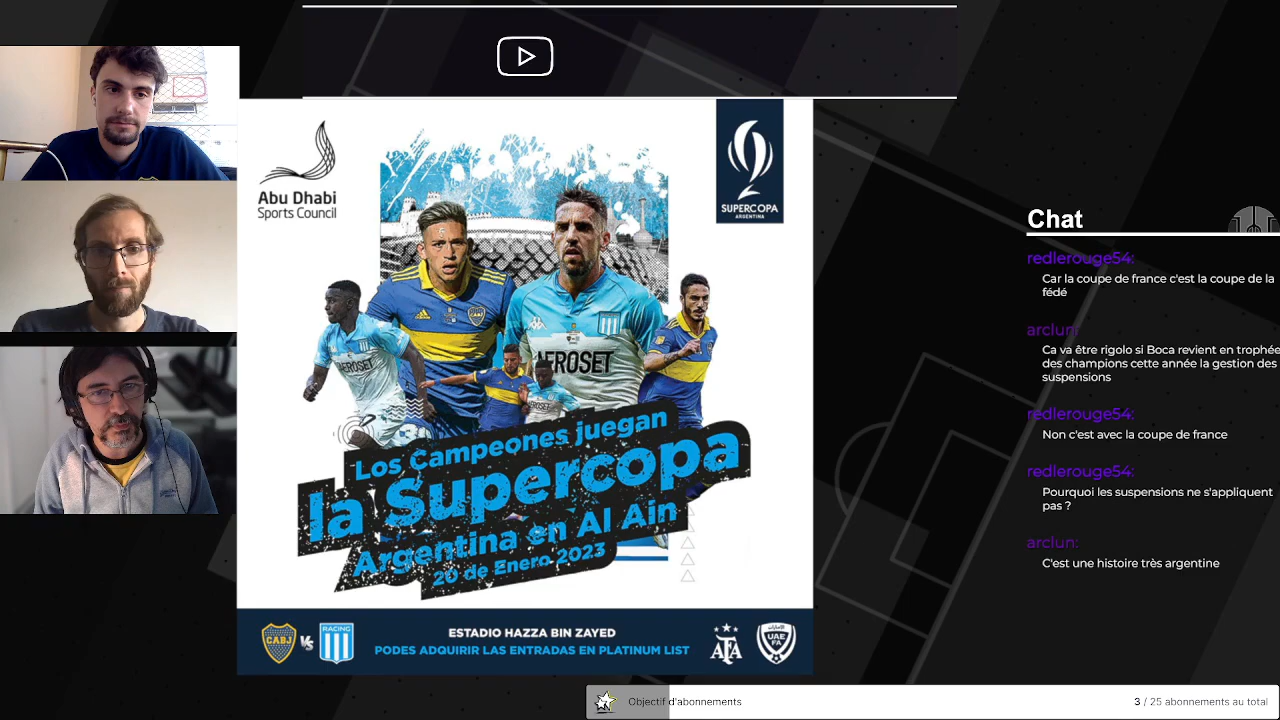 Abu Dhabi
Sports Council
SUPERCOPA
ARGENTINA
AEROSET
AEROSET
Los Campeones juegan
la Supercopa
Argentina en Al Ain
20 de Enero 2023
CABJ
VS
RACING
ESTADIO HAZZA BIN ZAYED
PODES ADQUIRIR LAS ENTRADAS EN PLATINUM LIST
AFA
UAE
FA
Chat
redlerouge54:
Car la coupe de france c'est la coupe de la
fédé
arclun:
Ca va être rigolo si Boca revient en trophée
des champions cette année la gestion des
suspensions
redlerouge54:
Non c'est avec la coupe de france
redlerouge54:
Pourquoi les suspensions ne s'appliquent
pas ?
arclun:
C'est une histoire très argentine
Objectif d'abonnements
3 / 25 abonnements au total